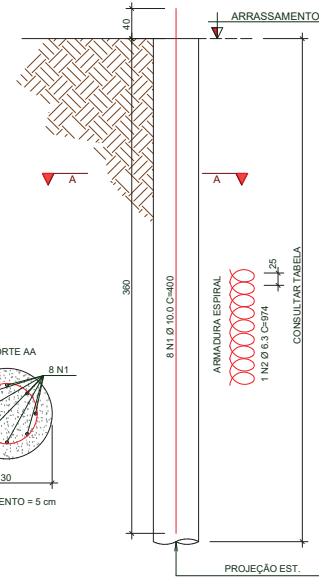 40
ARRASSAMENTO
A
A
360
8 N1 Ø 10.0 C=400
ARMADURA ESPIRAL
1 N2 Ø 6.3 C=974
25
CONSULTAR TABELA
ORTE AA
8 N1
30
ENTO = 5 cm
PROJEÇÃO EST.